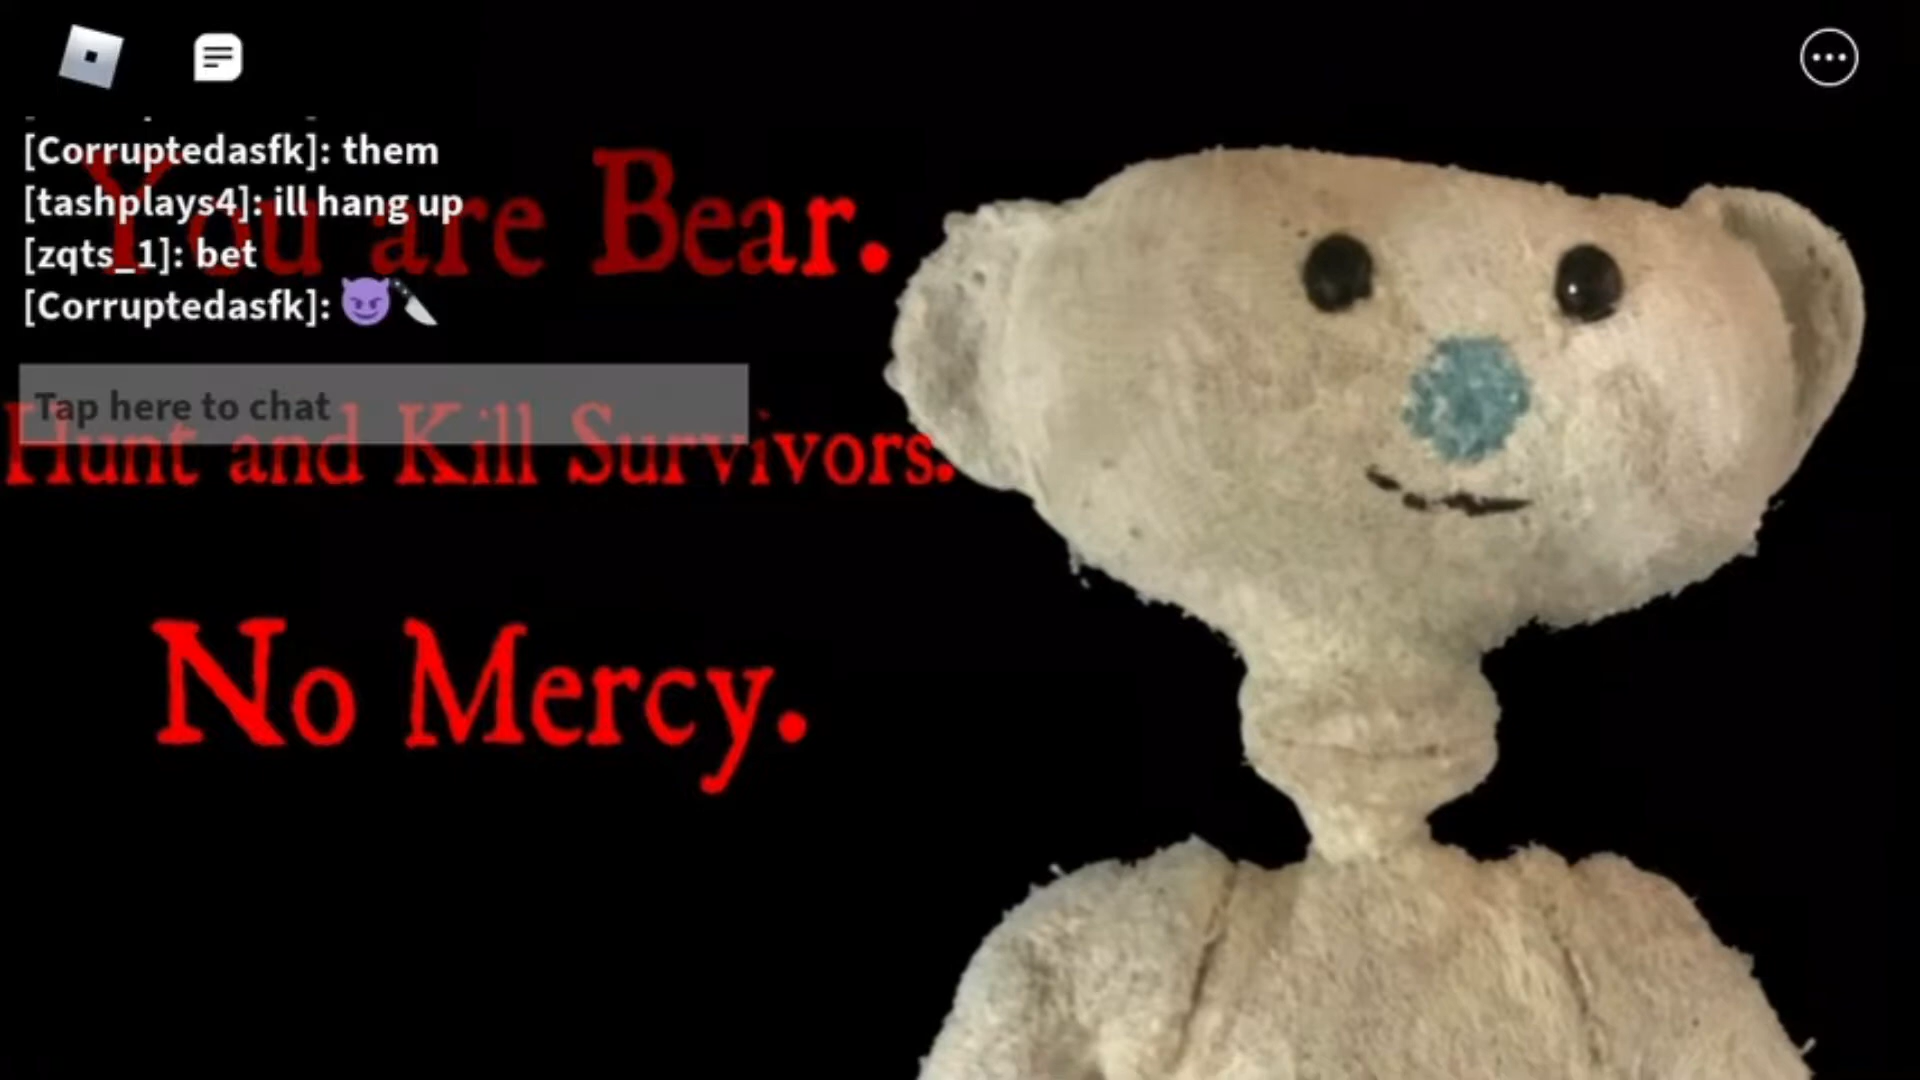 [Corruptedasfk]: them
[tashplays4]: ill hang up
[zqts_1]: bet
[Corruptedasfk]: 😈🔪
Tap here to chat
You are Bear.
Hunt and Kill Survivors.
No Mercy.